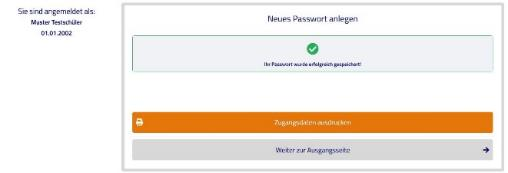 Sie sind angemeldet als:
Muster Testschüler
01.01.2002
Neues Passwort anlegen
Ihr Passwort wurde erfolgreich gespeichert!
Zugangsdaten ausdrucken
Weiter zur Ausgangsseite